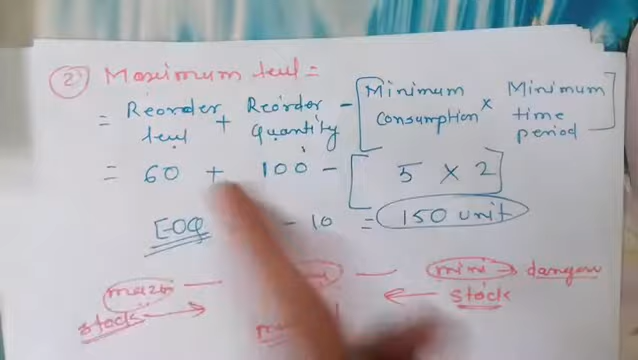 ② Maximum level =
= Reorder level + Reorder quantity - [Minimum consumption × Minimum time period]
= 60 + 100 - [5 × 2]
EOQ - 10 = 150 unit
mini → danger
stock stock